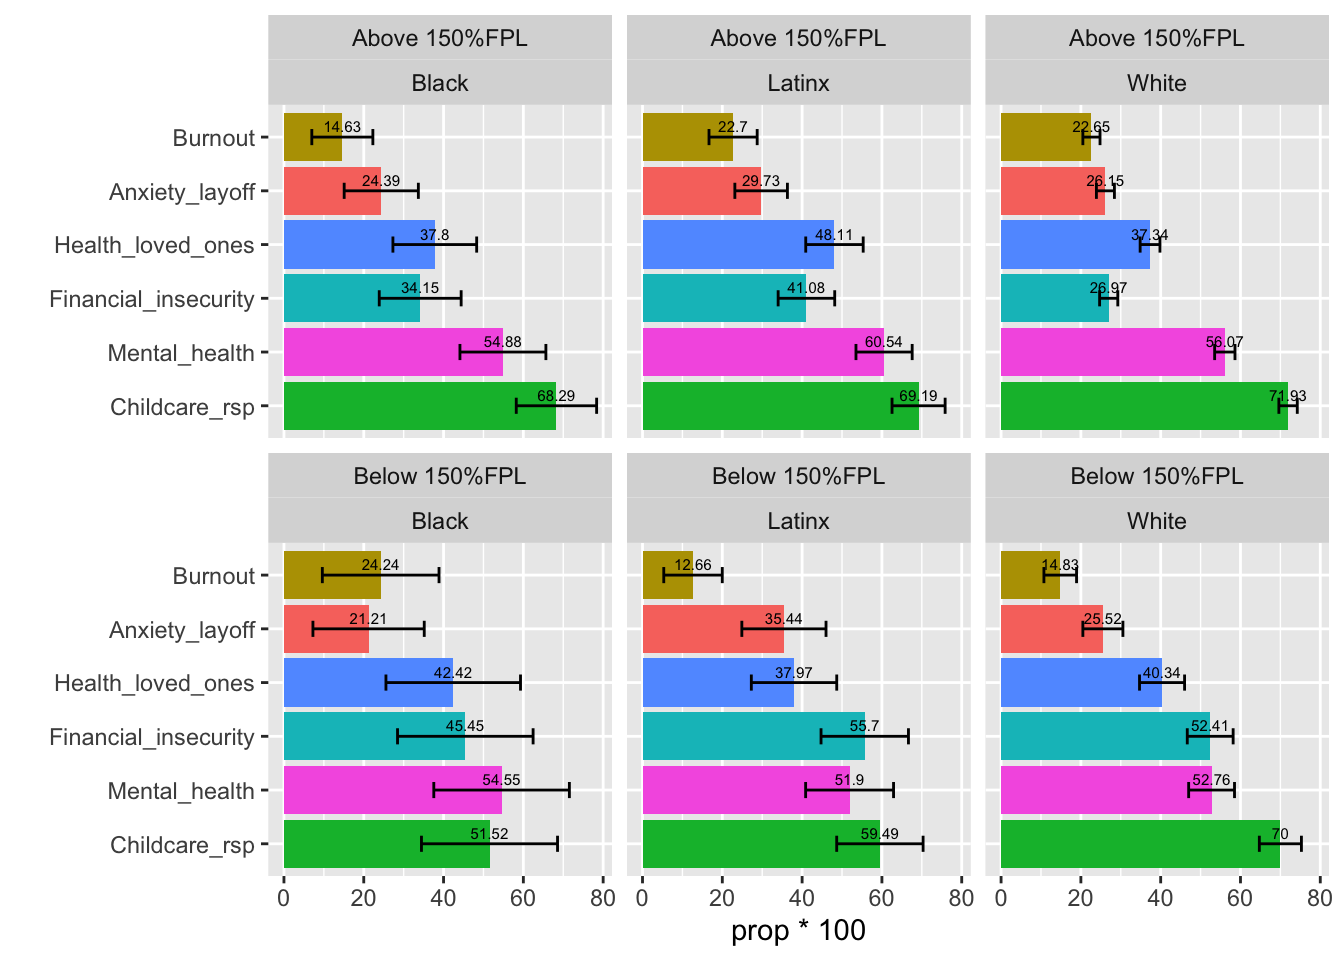 Above 150%FPL Above 150%FPL Above 150%FPL
Black Latinx White
Burnout 14.63 22.7 22.65
Anxiety_layoff 24.39 29.73 26.15
Health_loved_ones 37.8 48.11 37.34
Financial_insecurity 34.15 41.08 26.97
Mental_health 54.88 60.54 56.07
Childcare_rsp 68.29 69.19 71.93
Below 150%FPL Below 150%FPL Below 150%FPL
Black Latinx White
Burnout 24.24 12.66 14.83
Anxiety_layoff 21.21 35.44 25.52
Health_loved_ones 42.42 37.97 40.34
Financial_insecurity 45.45 55.7 52.41
Mental_health 54.55 51.9 52.76
Childcare_rsp 51.52 59.49 70
0 20 40 60 80 0 20 40 60 80 0 20 40 60 80
prop * 100